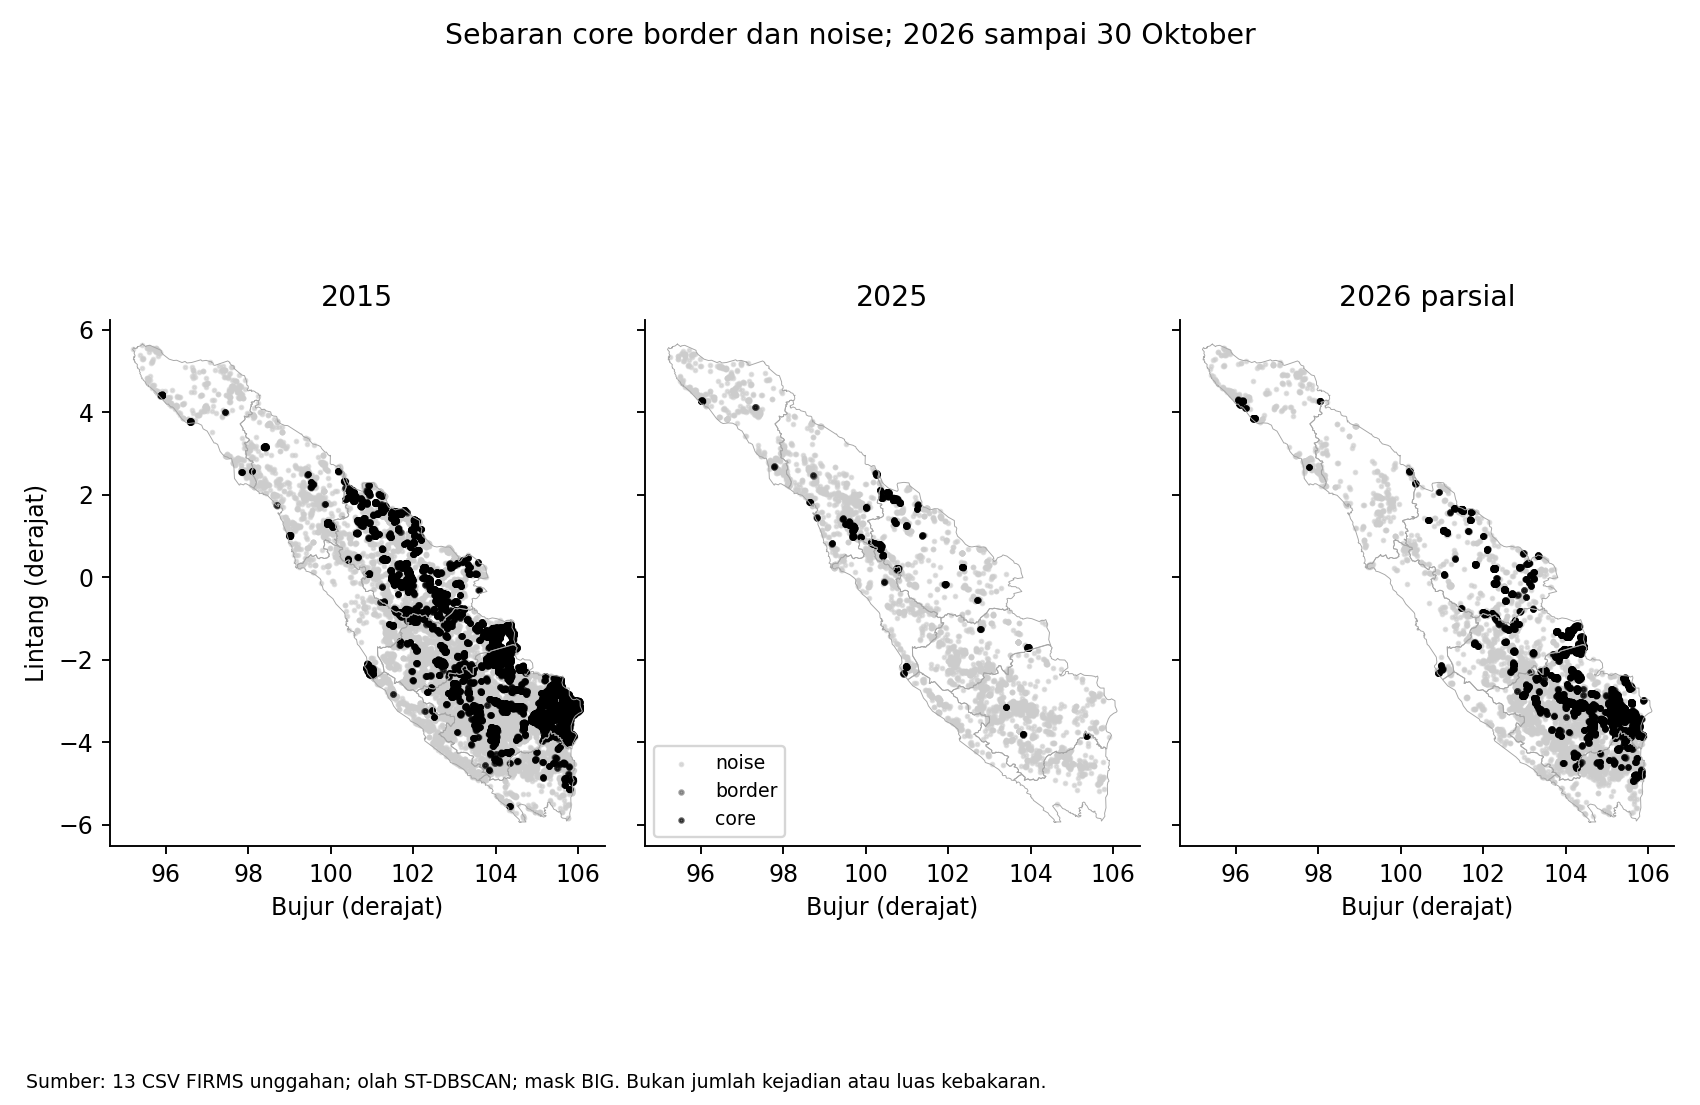 Sebaran core border dan noise; 2026 sampai 30 Oktober
2015
2025
2026 parsial
Lintang (derajat)
6
4
2
0
−2
−4
−6
noise
border
core
96 98 100 102 104 106
96 98 100 102 104 106
96 98 100 102 104 106
Bujur (derajat)
Bujur (derajat)
Bujur (derajat)
Sumber: 13 CSV FIRMS unggahan; olah ST-DBSCAN; mask BIG. Bukan jumlah kejadian atau luas kebakaran.